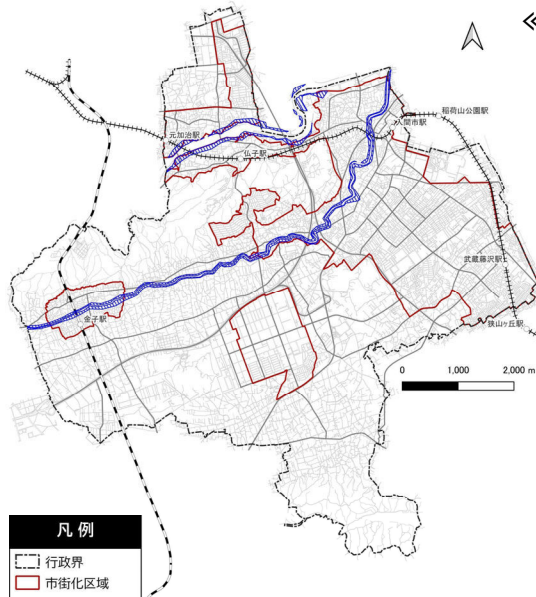 稲荷山公園駅
入間市駅
元加治駅
仏子駅
武蔵藤沢駅
金子駅
狭山ヶ丘駅
0 1,000 2,000 m
凡 例
行政界
市街化区域